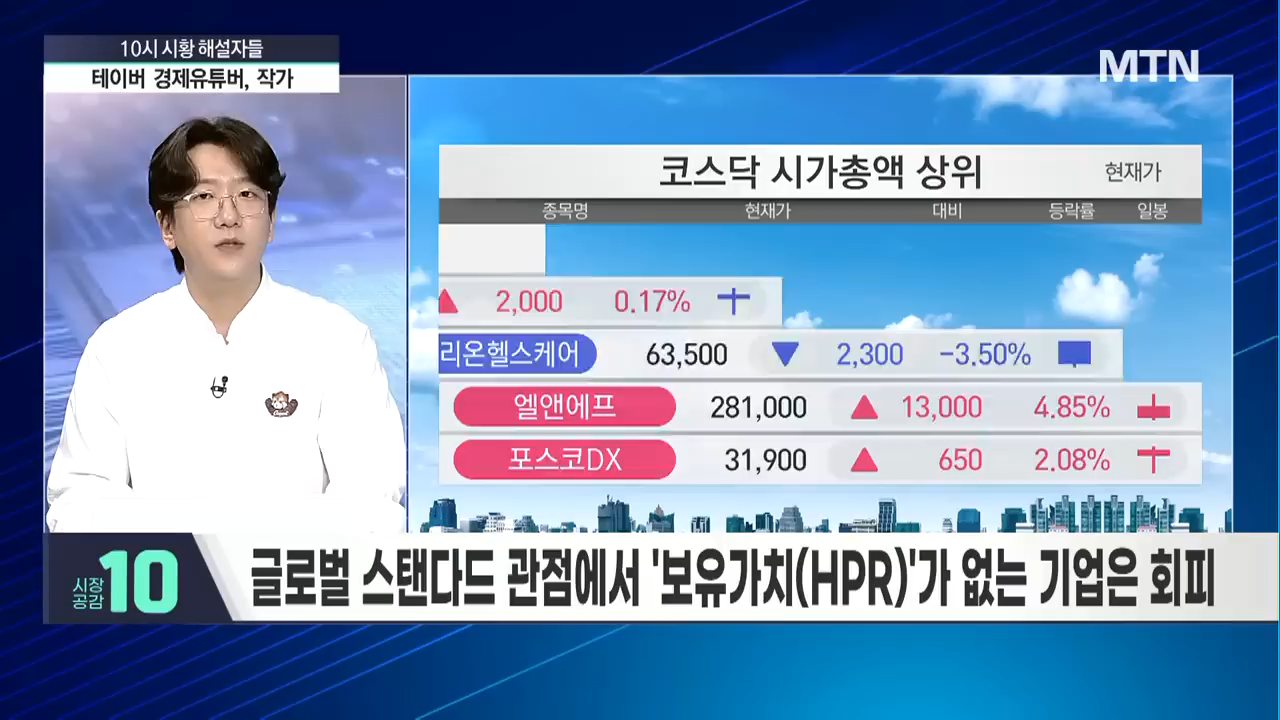 10시 시황 해설자들
테이버 경제유튜버, 작가
MTN
코스닥 시가총액 상위
현재가
종목명 현재가 대비 등락률 일봉
▲ 2,000 0.17%
리온헬스케어 63,500 ▼ 2,300 -3.50%
엘앤에프 281,000 ▲ 13,000 4.85%
포스코DX 31,900 ▲ 650 2.08%
시장공감 10
글로벌 스탠다드 관점에서 '보유가치(HPR)'가 없는 기업은 회피